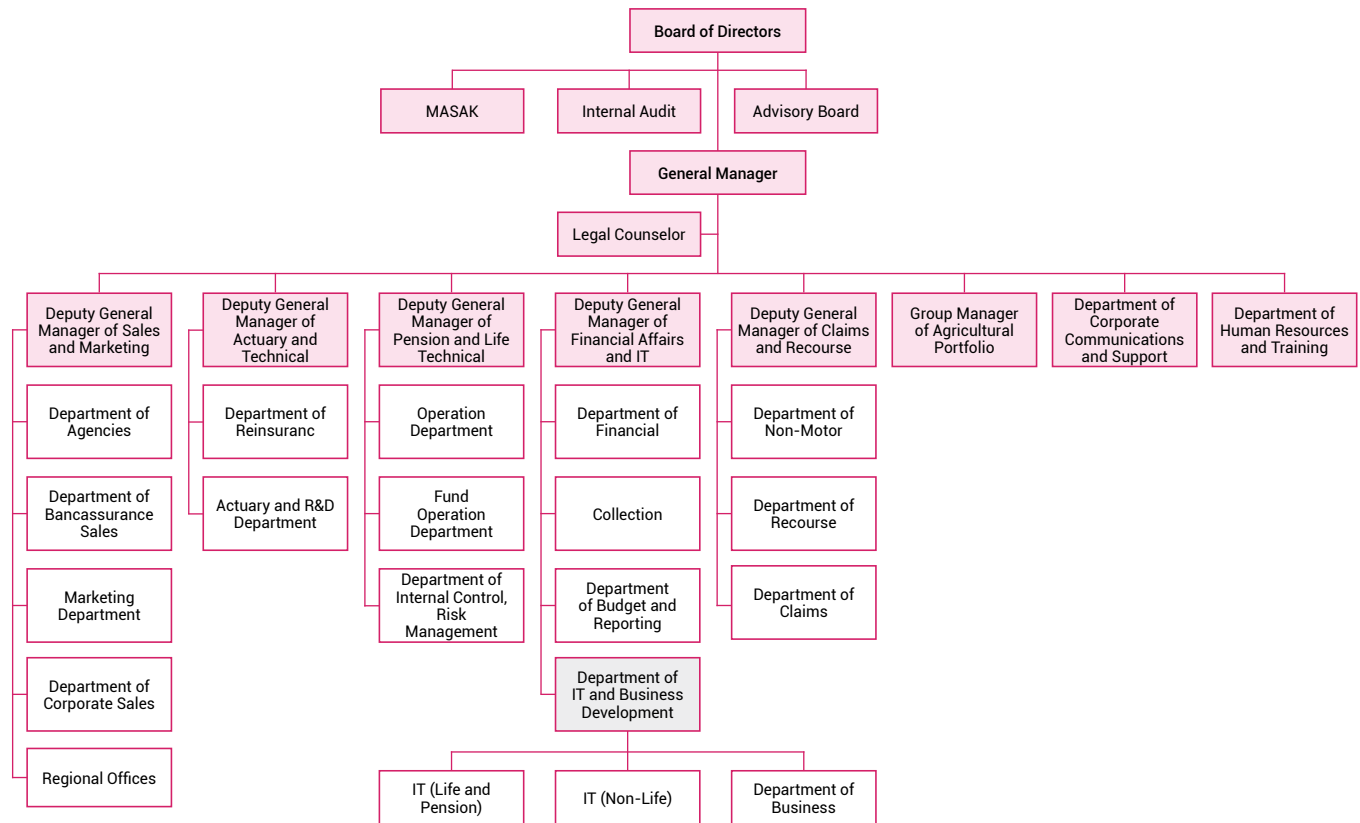 Board of Directors
MASAK
Internal Audit
Advisory Board
General Manager
Legal Counselor
Deputy General
Manager of Sales
and Marketing
Deputy General
Manager of
Actuary and
Technical
Deputy General
Manager of
Pension and Life
Technical
Deputy General
Manager of
Financial Affairs
and IT
Deputy General
Manager of Claims
and Recourse
Group Manager
of Agricultural
Portfolio
Department of
Corporate
Communications
and Support
Department of
Human Resources
and Training
Department of
Agencies
Department of
Reinsuranc
Operation
Department
Department of
Financial
Department of
Non-Motor
Department of
Bancassurance
Sales
Actuary and R&D
Department
Fund
Operation
Department
Collection
Department of
Recourse
Marketing
Department
Department of
Internal Control,
Risk
Management
Department
of Budget and
Reporting
Department of
Claims
Department of
Corporate Sales
Department of
IT and Business
Development
Regional Offices
IT (Life and
Pension)
IT (Non-Life)
Department of
Business